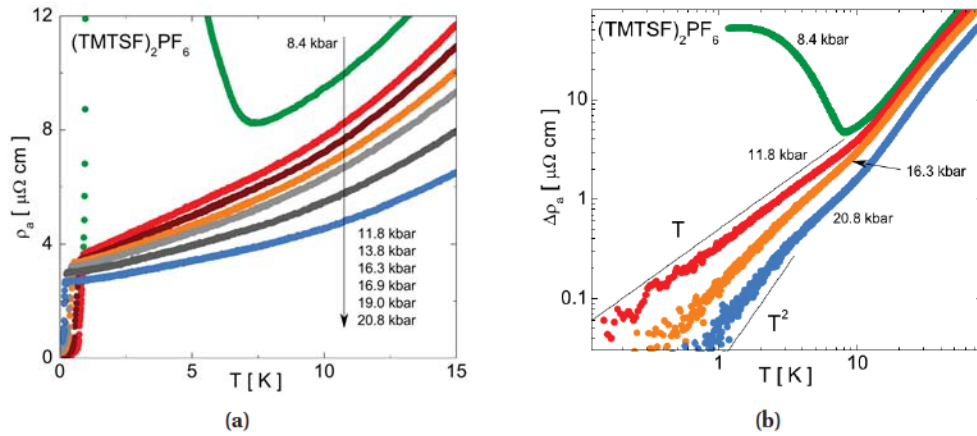 (TMTSF)₂PF₆
8.4 kbar
11.8 kbar
13.8 kbar
16.3 kbar
16.9 kbar
19.0 kbar
20.8 kbar
12
8
4
0
ρₐ [ μΩ cm ]
0 5 10 15
T [ K ]
(a)
(TMTSF)₂PF₆
8.4 kbar
11.8 kbar
16.3 kbar
20.8 kbar
T
T²
10
1
0.1
Δρₐ [ μΩ cm ]
1 10
T [ K ]
(b)